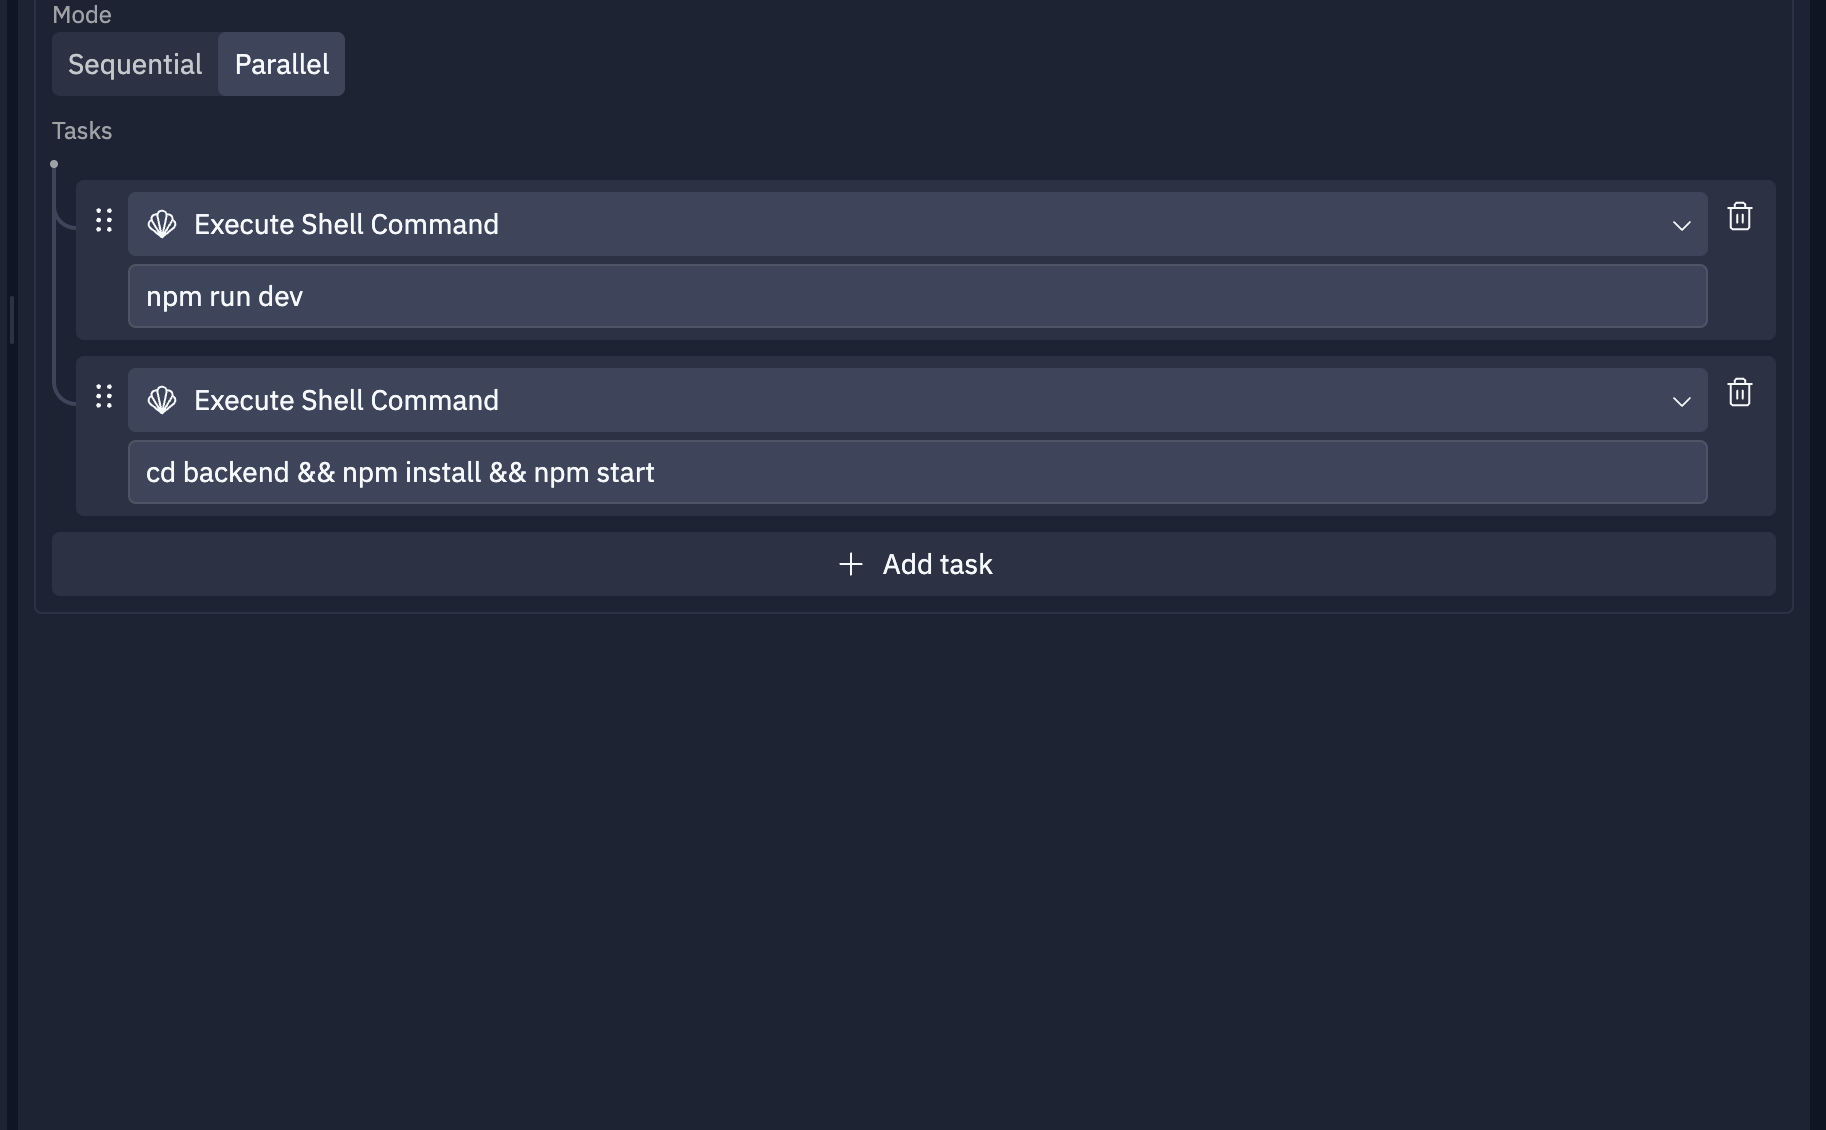 Mode
Sequential Parallel
Tasks
Execute Shell Command
npm run dev
Execute Shell Command
cd backend && npm install && npm start
Add task